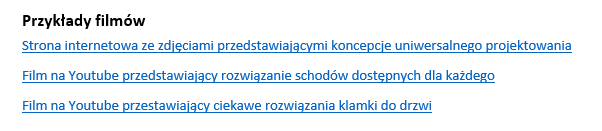 Przykłady filmów
Strona internetowa ze zdjęciami przedstawiającymi koncepcje uniwersalnego projektowania
Film na Youtube przedstawiający rozwiązanie schodów dostępnych dla każdego
Film na Youtube przestawiający ciekawe rozwiązania klamki do drzwi